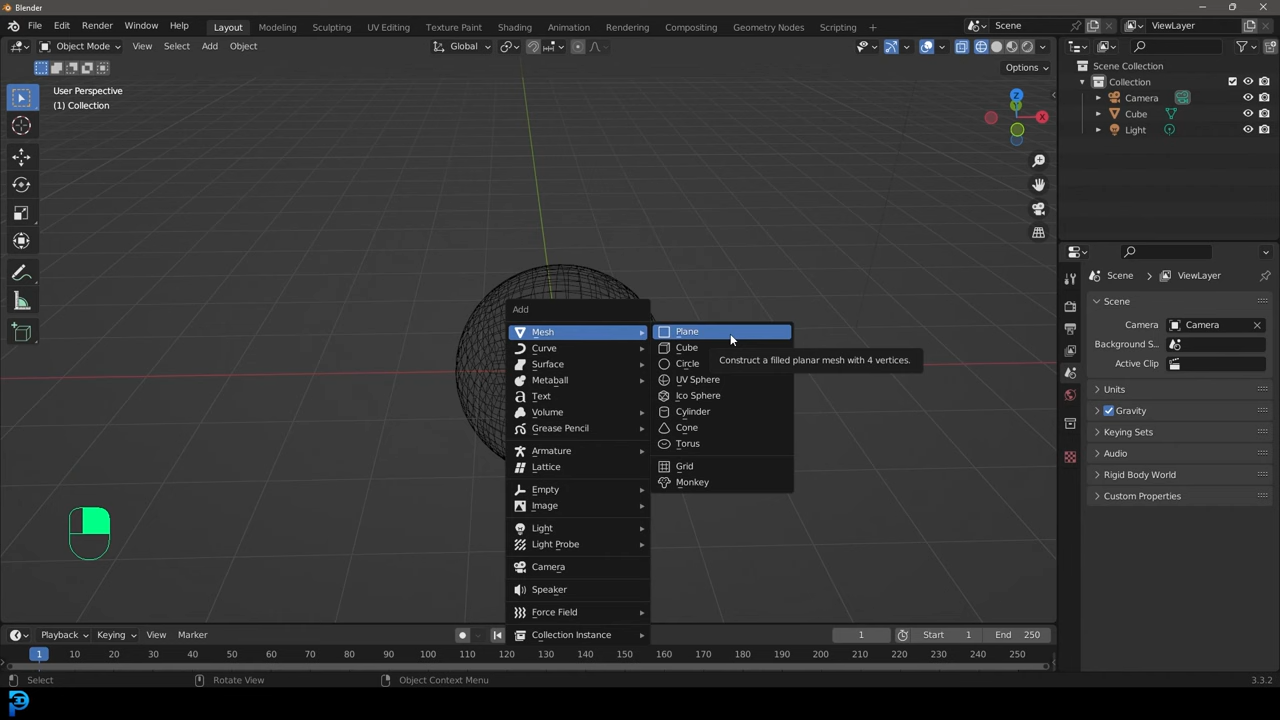 Blender
File Edit Render Window Help Layout Modeling Sculpting UV Editing Texture Paint Shading Animation Rendering Compositing Geometry Nodes Scripting + Scene ViewLayer
Object Mode View Select Add Object Global
Options
User Perspective
(1) Collection
Z
X
Scene Collection
Collection
Camera
Cube
Light
Add
Mesh
Curve
Surface
Metaball
Text
Volume
Grease Pencil
Armature
Lattice
Empty
Image
Light
Light Probe
Camera
Speaker
Force Field
Collection Instance
Plane
Cube
Circle
UV Sphere
Ico Sphere
Cylinder
Cone
Torus
Grid
Monkey
Construct a filled planar mesh with 4 vertices.
Scene ViewLayer
Scene
Camera Camera
Background S...
Active Clip
Units
Gravity
Keying Sets
Audio
Rigid Body World
Custom Properties
Playback Keying View Marker 1 Start 1 End 250
1 10 20 30 40 50 60 70 80 90 100 110 120 130 140 150 160 170 180 190 200 210 220 230 240 250
Select Rotate View Object Context Menu 3.3.2